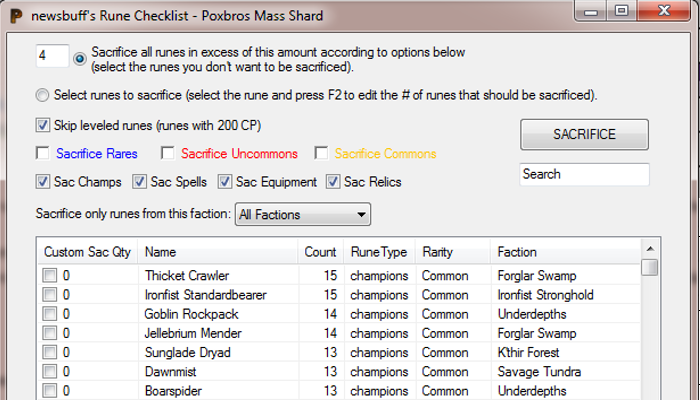 newsbuff's Rune Checklist - Poxbros Mass Shard
4
Sacrifice all runes in excess of this amount according to options below
(select the runes you don't want to be sacrificed).
Select runes to sacrifice (select the rune and press F2 to edit the # of runes that should be sacrificed).
Skip leveled runes (runes with 200 CP)
SACRIFICE
Sacrifice Rares Sacrifice Uncommons Sacrifice Commons
Search
Sac Champs Sac Spells Sac Equipment Sac Relics
Sacrifice only runes from this faction: All Factions
Custom Sac Qty Name Count RuneType Rarity Faction
0 Thicket Crawler 15 champions Common Forglar Swamp
0 Ironfist Standardbearer 15 champions Common Ironfist Stronghold
0 Goblin Rockpack 14 champions Common Underdepths
0 Jellebrium Mender 14 champions Common Forglar Swamp
0 Sunglade Dryad 13 champions Common K'thir Forest
0 Dawnmist 13 champions Common Savage Tundra
0 Boarspider 13 champions Common Underdepths